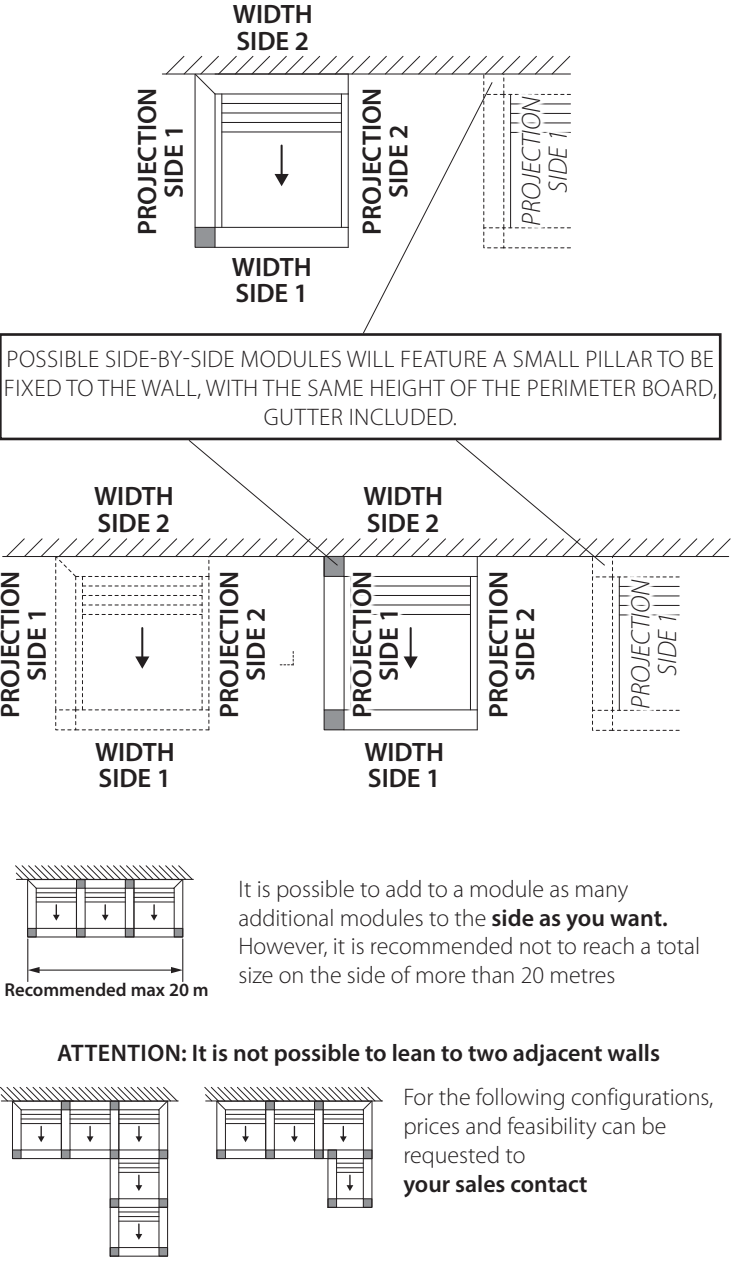 WIDTH
SIDE 2
PROJECTION
SIDE 1
PROJECTION
SIDE 2
PROJECTION
SIDE 1
WIDTH
SIDE 1
POSSIBLE SIDE-BY-SIDE MODULES WILL FEATURE A SMALL PILLAR TO BE
FIXED TO THE WALL, WITH THE SAME HEIGHT OF THE PERIMETER BOARD,
GUTTER INCLUDED.
WIDTH
SIDE 2
WIDTH
SIDE 2
PROJECTION
SIDE 1
PROJECTION
SIDE 2
PROJECTION
SIDE 1
PROJECTION
SIDE 2
PROJECTION
SIDE 1
WIDTH
SIDE 1
WIDTH
SIDE 1
It is possible to add to a module as many
additional modules to the side as you want.
However, it is recommended not to reach a total
size on the side of more than 20 metres
Recommended max 20 m
ATTENTION: It is not possible to lean to two adjacent walls
For the following configurations,
prices and feasibility can be
requested to
your sales contact